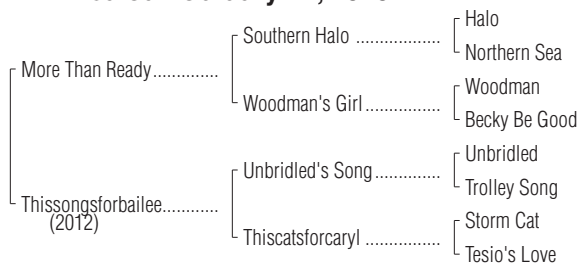 Halo
Southern Halo ..................
Northern Sea
More Than Ready..............
Woodman
Woodman's Girl ................
Becky Be Good
Unbridled
Unbridled's Song...............
Trolley Song
Thissongsforbailee............
(2012)
Storm Cat
Thiscatsforcaryl ................
Tesio's Love